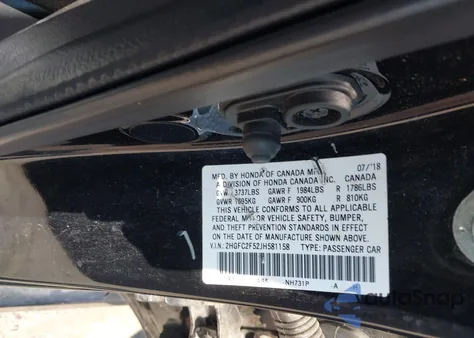 07/'18
MFD. BY HONDA OF CANADA MFG. CANADA
A DIVISION OF HONDA CANADA INC.
GVWR 3737LBS GAWR F 1984LBS R 1786LBS
GVWR 1695KG GAWR F 900KG R 810KG
THIS VEHICLE CONFORMS TO ALL APPLICABLE
FEDERAL MOTOR VEHICLE SAFETY, BUMPER,
AND THEFT PREVENTION STANDARDS IN EFFECT
ON THE DATE OF MANUFACTURE SHOWN ABOVE.
V.I.N: 2HGFC2F52JH581158 TYPE: PASSENGER CAR
NH731P A
autoSnap